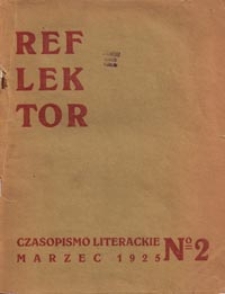 REF
LEK
TOR
CZASOPISMO LITERACKIE
MARZEC 1925 Nº2